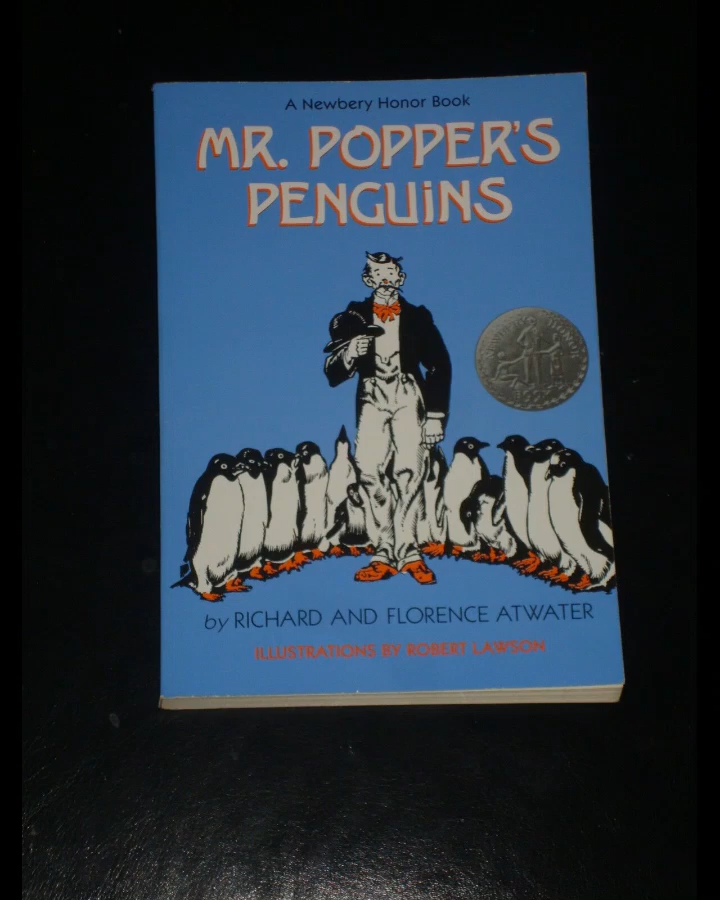 A Newbery Honor Book
MR. POPPER'S
PENGUiNS
by RICHARD AND FLORENCE ATWATER
ILLUSTRATIONS BY ROBERT LAWSON